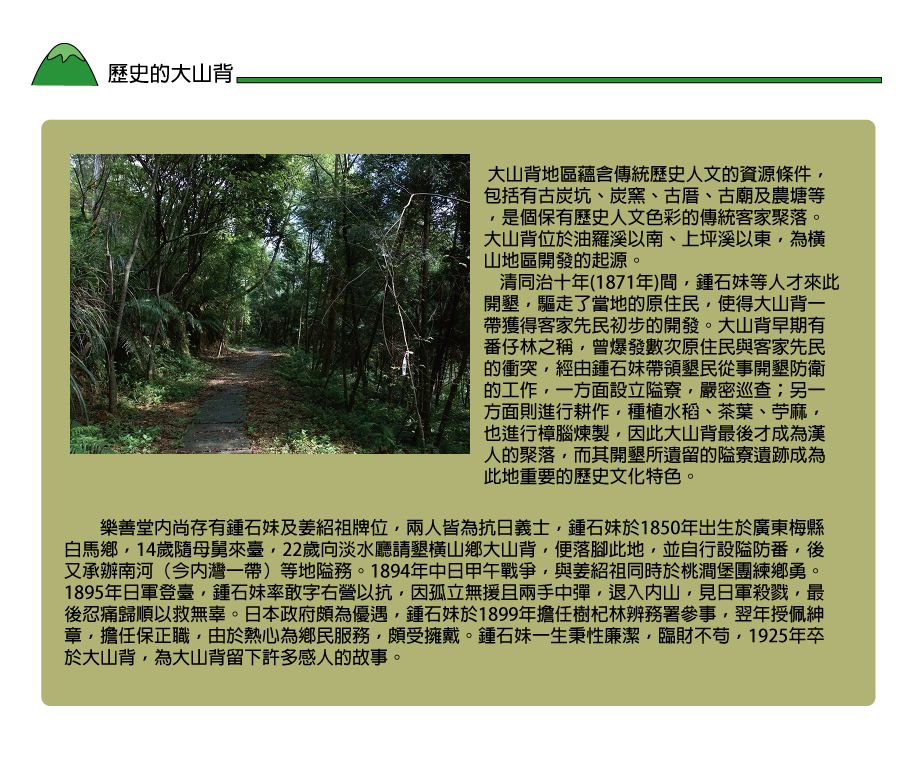 歷史的大山背
大山背地區蘊含傳統歷史人文的資源條件，
包括有古炭坑、炭窯、古厝、古廟及農塘等
，是個保有歷史人文色彩的傳統客家聚落。
大山背位於油羅溪以南、上坪溪以東，為橫
山地區開發的起源。
清同治十年(1871年)間，鍾石妹等人才來此
開墾，驅走了當地的原住民，使得大山背一
帶獲得客家先民初步的開發。大山背早期有
番仔林之稱，曾爆發數次原住民與客家先民
的衝突，經由鍾石妹帶領墾民從事開墾防衛
的工作，一方面設立隘寮，嚴密巡查；另一
方面則進行耕作，種植水稻、茶葉、苧麻，
也進行樟腦煉製，因此大山背最後才成為漢
人的聚落，而其開墾所遺留的隘寮遺跡成為
此地重要的歷史文化特色。
樂善堂內尚存有鍾石妹及姜紹祖牌位，兩人皆為抗日義士，鍾石妹於1850年出生於廣東梅縣
白馬鄉，14歲隨母舅來臺，22歲向淡水廳請墾橫山鄉大山背，便落腳此地，並自行設隘防番，後
又承辦南河（今內灣一帶）等地隘務。1894年中日甲午戰爭，與姜紹祖同時於桃澗堡團練鄉勇。
1895年日軍登臺，鍾石妹率敢字右營以抗，因孤立無援且兩手中彈，退入內山，見日軍殺戮，最
後忍痛歸順以救無辜。日本政府頗為優遇，鍾石妹於1899年擔任樹杞林辨務署參事，翌年授佩紳
章，擔任保正職，由於熱心為鄉民服務，頗受擁戴。鍾石妹一生秉性廉潔，臨財不苟，1925年卒
於大山背，為大山背留下許多感人的故事。